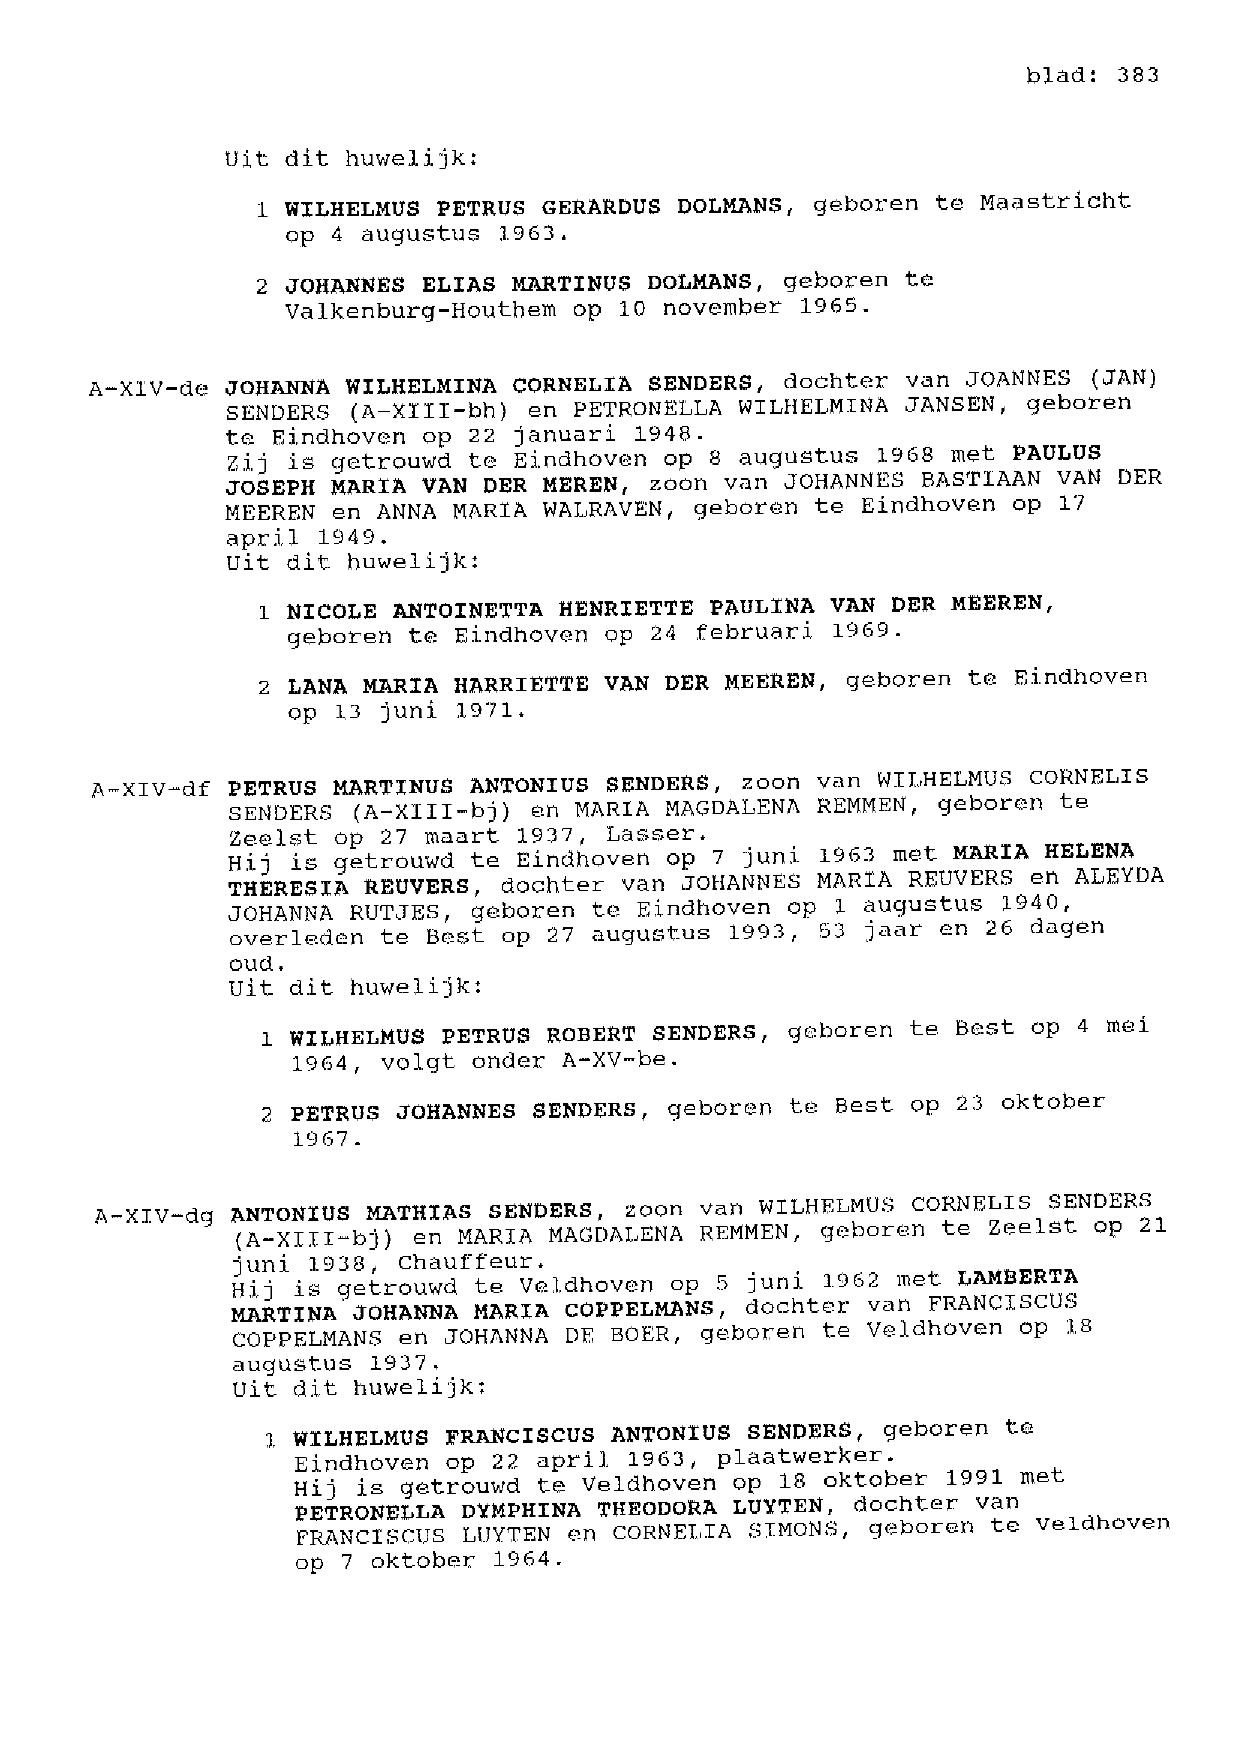 blad: 383
Uit dit huwelijk:
1 WILHELMUS PETRUS GERARDUS DOLMANS, geboren te Maastricht
op 4 augustus 1963.
2 JOHANNES ELIAS MARTINUS DOLMANS, geboren te
Valkenburg-Houthem op 10 november 1965.
A-XIV-de JOHANNA WILHELMINA CORNELIA SENDERS, dochter van JOANNES (JAN)
SENDERS (A-XIII-bh) en PETRONELLA WILHELMINA JANSEN, geboren
te Eindhoven op 22 januari 1948.
Zij is getrouwd te Eindhoven op 8 augustus 1968 met PAULUS
JOSEPH MARIA VAN DER MEREN, zoon van JOHANNES BASTIAAN VAN DER
MEEREN en ANNA MARIA WALRAVEN, geboren te Eindhoven op 17
april 1949.
Uit dit huwelijk:
1 NICOLE ANTOINETTA HENRIETTE PAULINA VAN DER MEEREN,
geboren te Eindhoven op 24 februari 1969.
2 LANA MARIA HARRIETTE VAN DER MEEREN, geboren te Eindhoven
op 13 juni 1971.
A-XIV-df PETRUS MARTINUS ANTONIUS SENDERS, zoon van WILHELMUS CORNELIS
SENDERS (A-XIII-bj) en MARIA MAGDALENA REMMEN, geboren te
Zeelst op 27 maart 1937, Lasser.
Hij is getrouwd te Eindhoven op 7 juni 1963 met MARIA HELENA
THERESIA REUVERS, dochter van JOHANNES MARIA REUVERS en ALEYDA
JOHANNA RUTJES, geboren te Eindhoven op 1 augustus 1940,
overleden te Best op 27 augustus 1993, 53 jaar en 26 dagen
oud.
Uit dit huwelijk:
1 WILHELMUS PETRUS ROBERT SENDERS, geboren te Best op 4 mei
1964, volgt onder A-XV-be.
2 PETRUS JOHANNES SENDERS, geboren te Best op 23 oktober
1967.
A-XIV-dg ANTONIUS MATHIAS SENDERS, zoon van WILHELMUS CORNELIS SENDERS
(A-XIII-bj) en MARIA MAGDALENA REMMEN, geboren te Zeelst op 21
juni 1938, Chauffeur.
Hij is getrouwd te Veldhoven op 5 juni 1962 met LAMBERTA
MARTINA JOHANNA MARIA COPPELMANS, dochter van FRANCISCUS
COPPELMANS en JOHANNA DE BOER, geboren te Veldhoven op 18
augustus 1937.
Uit dit huwelijk:
1 WILHELMUS FRANCISCUS ANTONIUS SENDERS, geboren te
Eindhoven op 22 april 1963, plaatwerker.
Hij is getrouwd te Veldhoven op 18 oktober 1991 met
PETRONELLA DYMPHINA THEODORA LUYTEN, dochter van
FRANCISCUS LUYTEN en CORNELIA SIMONS, geboren te Veldhoven
op 7 oktober 1964.